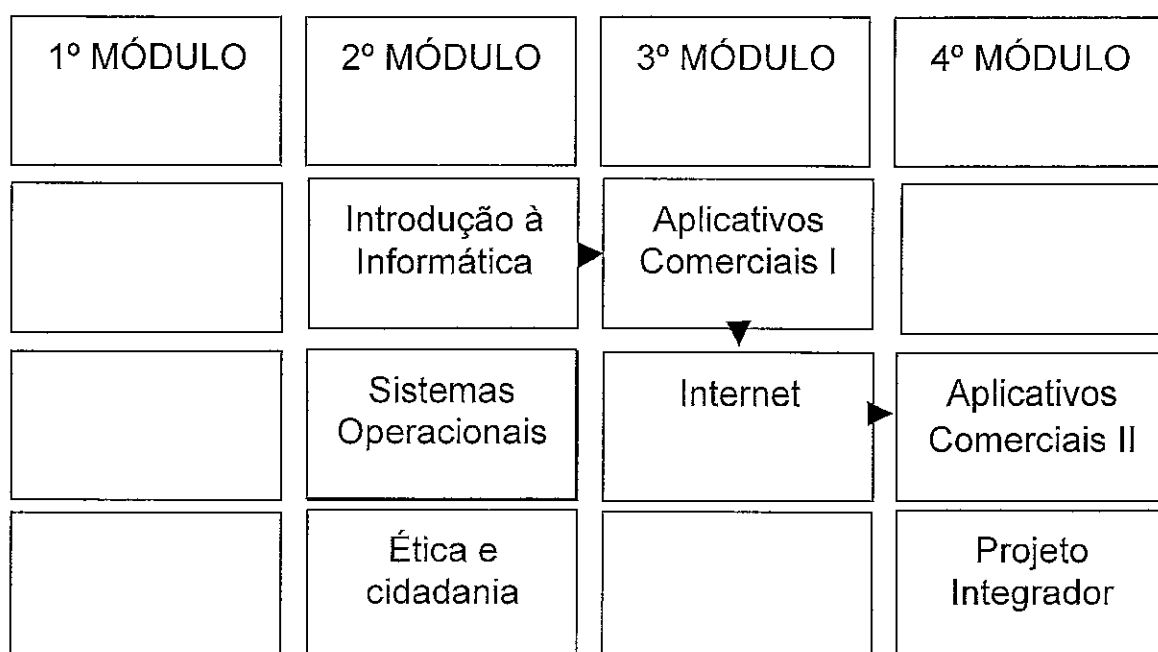 1º MÓDULO
2º MÓDULO
3º MÓDULO
4º MÓDULO
Introdução à
Informática
Aplicativos
Comerciais I
Sistemas
Operacionais
Internet
Aplicativos
Comerciais II
Ética e
cidadania
Projeto
Integrador